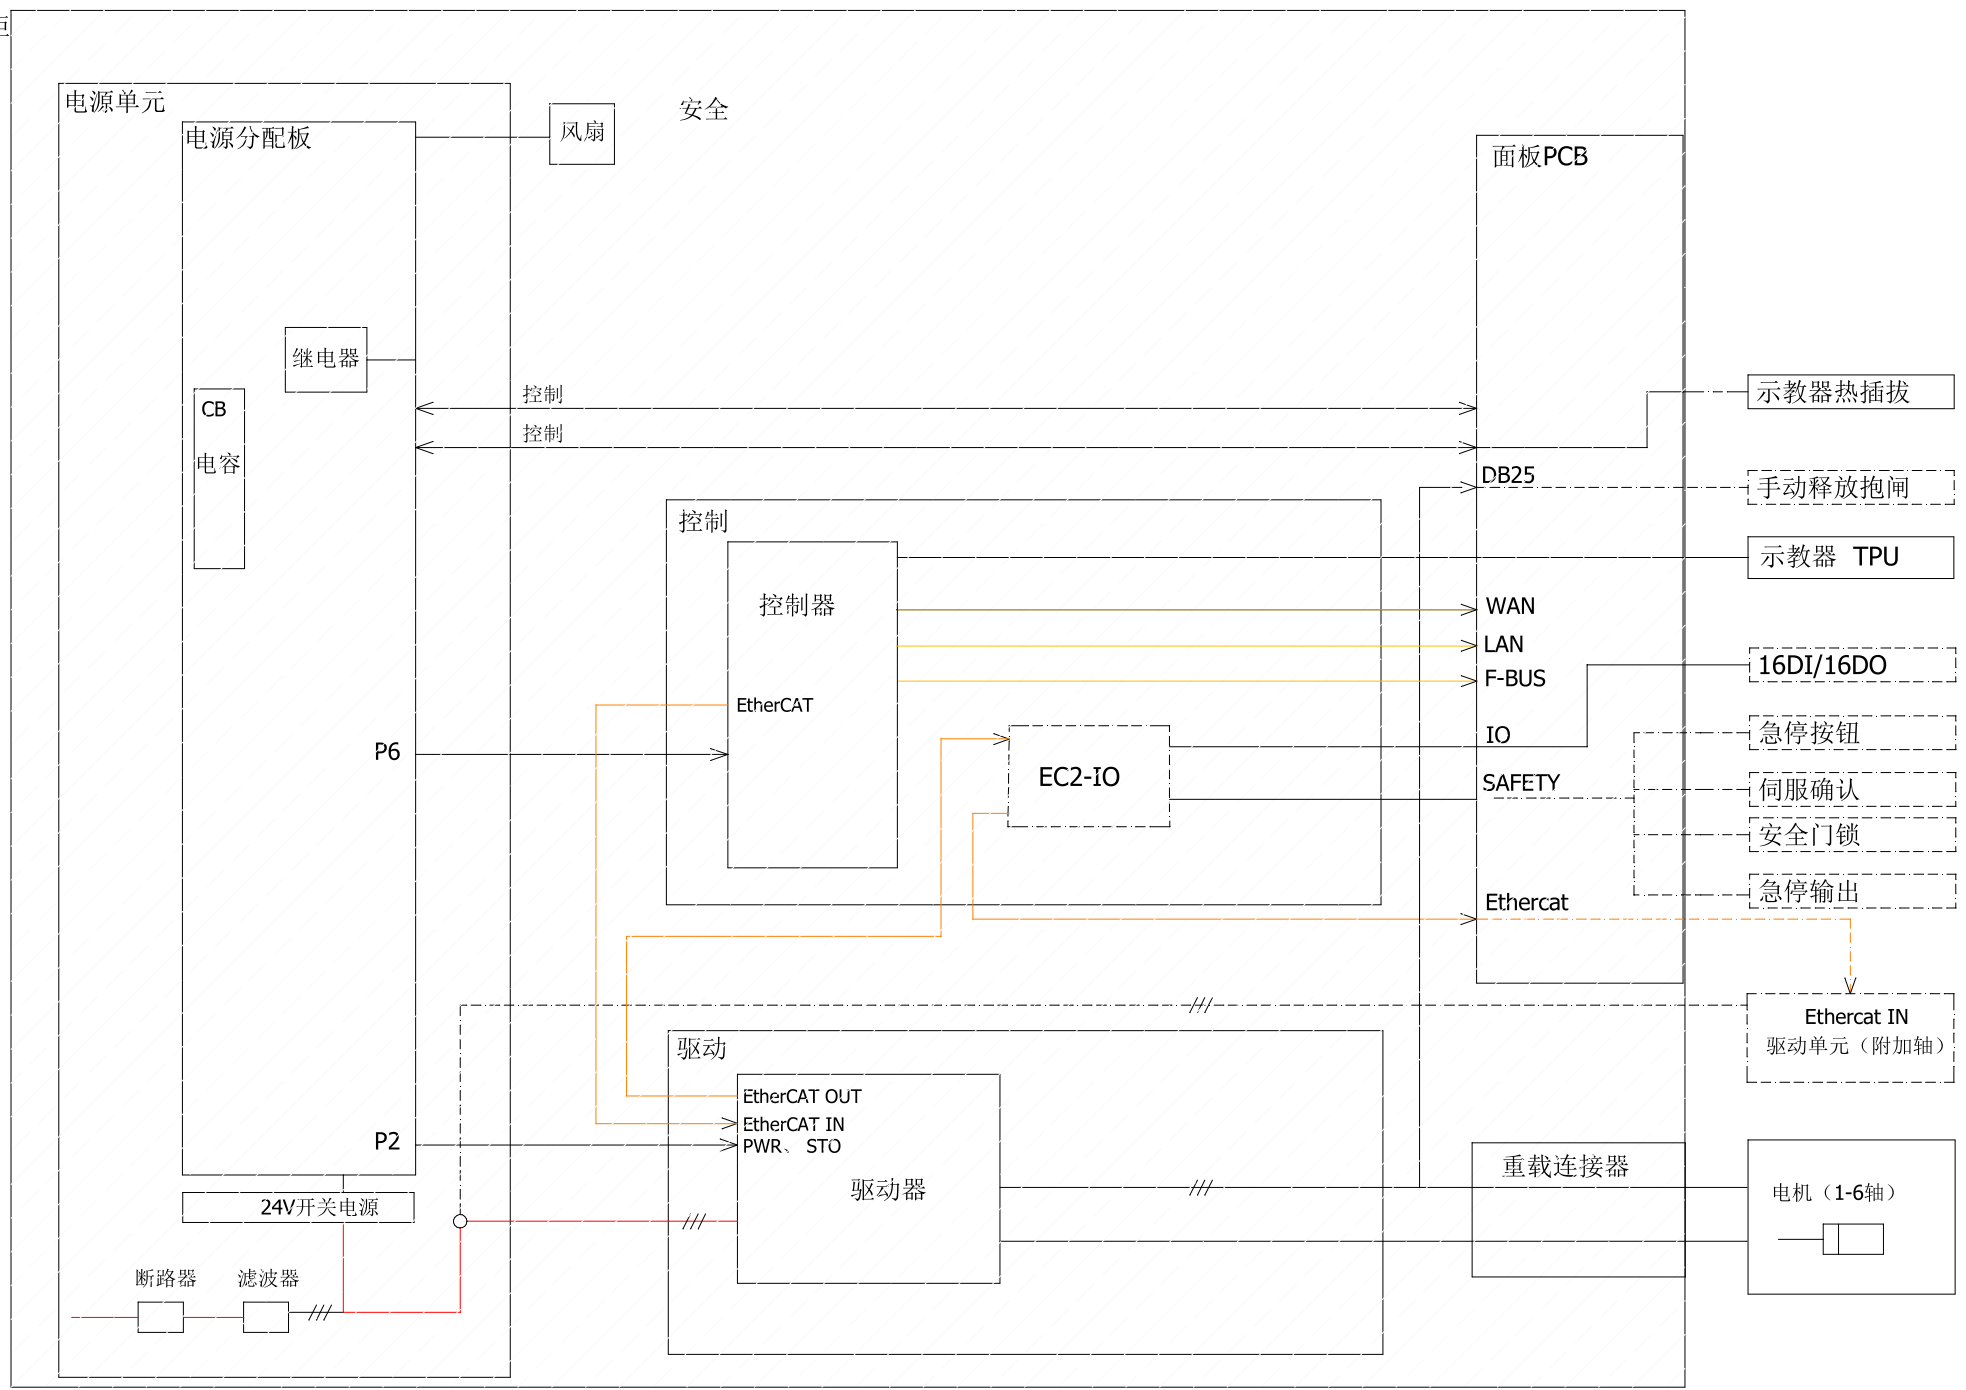 柜
电源单元
电源分配板
风扇
安全
面板PCB
继电器
CB
电容
控制
控制
示教器热插拔
DB25
手动释放抱闸
控制
控制器
示教器 TPU
WAN
LAN
F-BUS
16DI/16DO
EtherCAT
IO
急停按钮
P6
EC2-IO
SAFETY
伺服确认
安全门锁
急停输出
Ethercat
Ethercat IN
驱动单元（附加轴）
驱动
EtherCAT OUT
EtherCAT IN
PWR、 STO
P2
驱动器
重载连接器
电机（1-6轴）
24V开关电源
断路器
滤波器